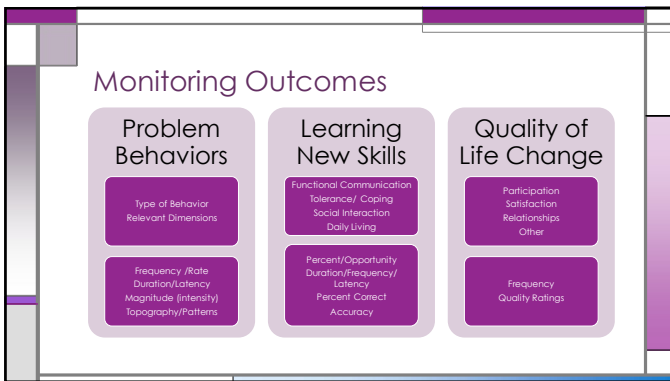 Monitoring Outcomes
Problem
Behaviors
Type of Behavior
Relevant Dimensions
Frequency /Rate
Duration/Latency
Magnitude (intensity)
Topography/Patterns
Learning
New Skills
Functional Communication
Tolerance/ Coping
Social Interaction
Daily Living
Percent/Opportunity
Duration/Frequency/
Latency
Percent Correct
Accuracy
Quality of
Life Change
Participation
Satisfaction
Relationships
Other
Frequency
Quality Ratings